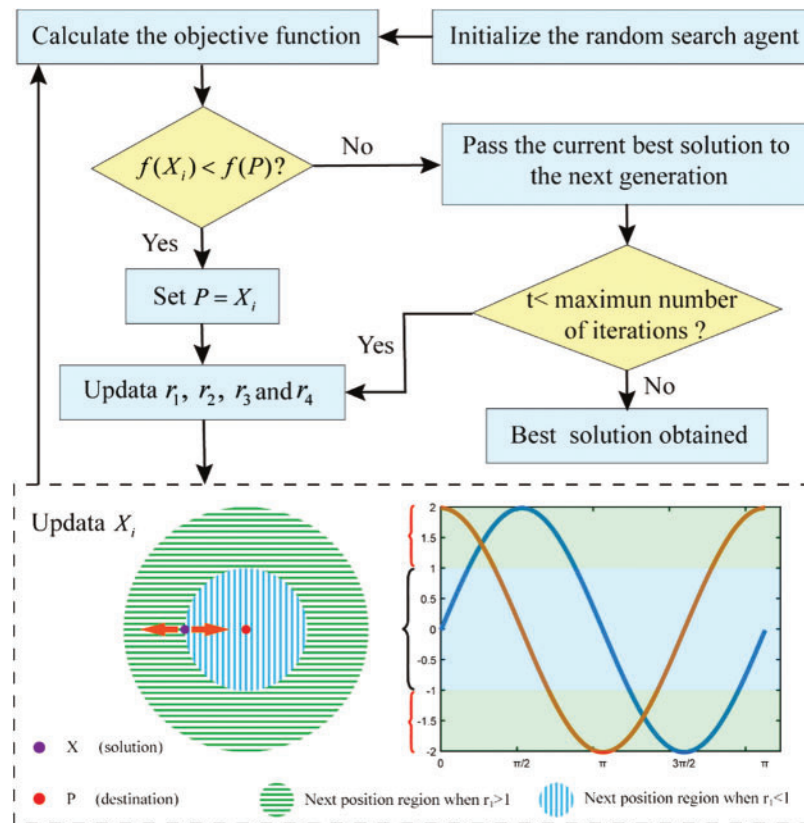 Calculate the objective function
Initialize the random search agent
f(X_i) < f(P)?
No
Pass the current best solution to
the next generation
Yes
Set P = X_i
t< maximun number
of iterations ?
Yes
Updata r_1, r_2, r_3 and r_4
No
Best solution obtained
Updata X_i
2
1.5
1
0.5
0
-0.5
-1
-1.5
-2
0
π/2
π
3π/2
π
X (solution)
P (destination)
Next position region when r_1>1
Next position region when r_1<1